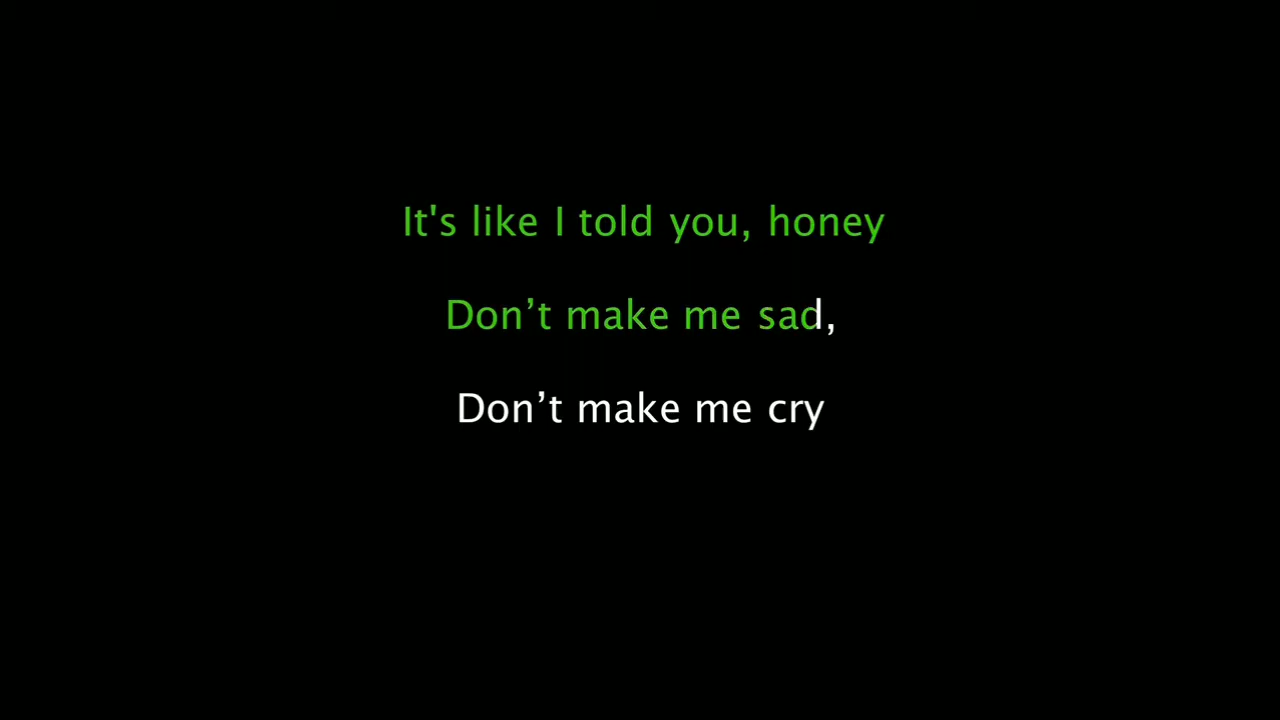 It's like I told you, honey
Don’t make me sad,
Don’t make me cry